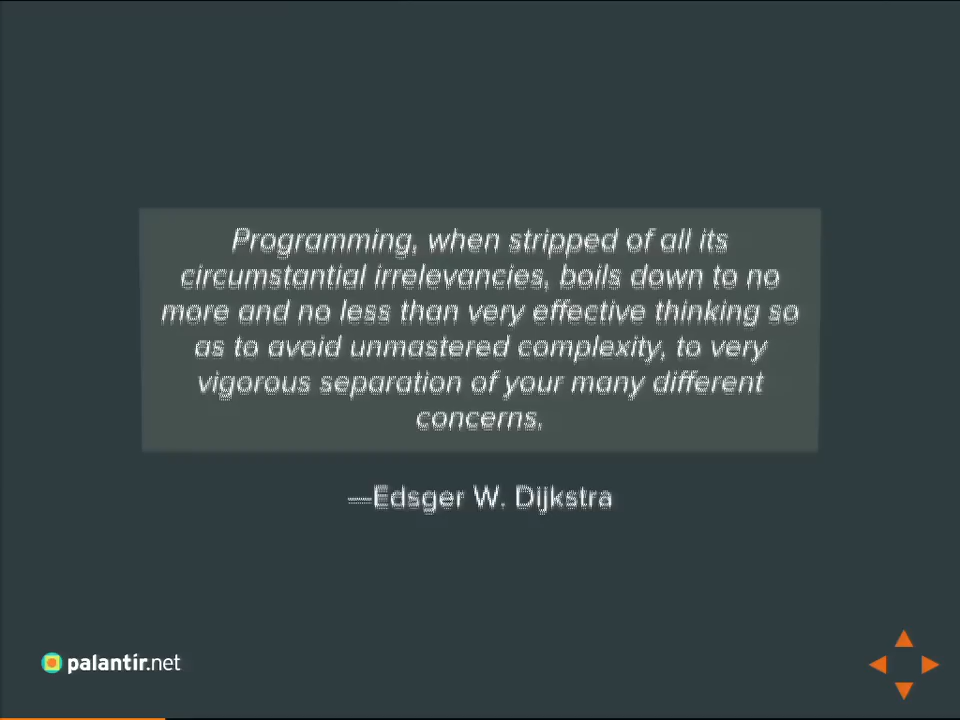 Programming, when stripped of all its
circumstantial irrelevancies, boils down to no
more and no less than very effective thinking so
as to avoid unmastered complexity, to very
vigorous separation of your many different
concerns.
—Edsger W. Dijkstra
palantir.net